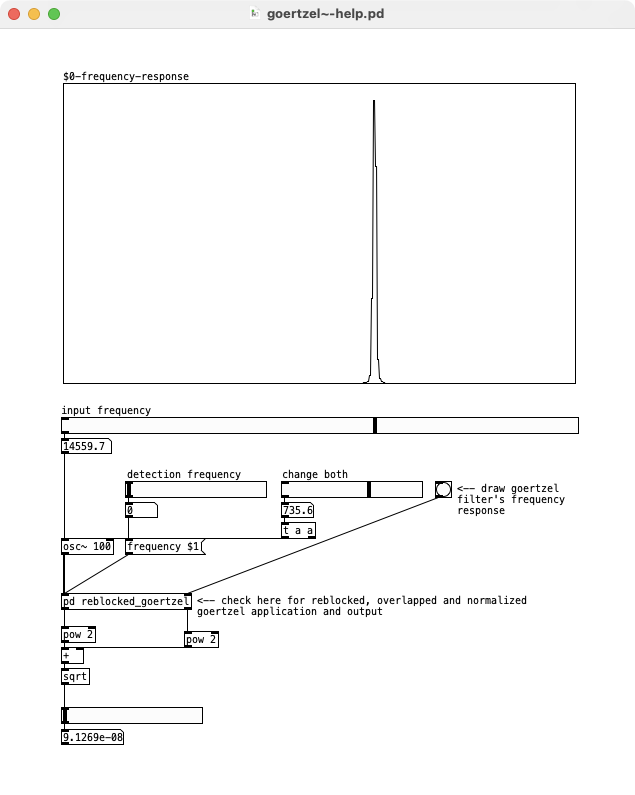 goertzel~-help.pd
$0-frequency-response
input frequency
14559.7
detection frequency
change both
0
735.6
<-- draw goertzel
filter's frequency
response
t a a
osc~ 100
frequency $1
pd reblocked_goertzel
<-- check here for reblocked, overlapped and normalized
goertzel application and output
pow 2
pow 2
+
sqrt
9.1269e-08